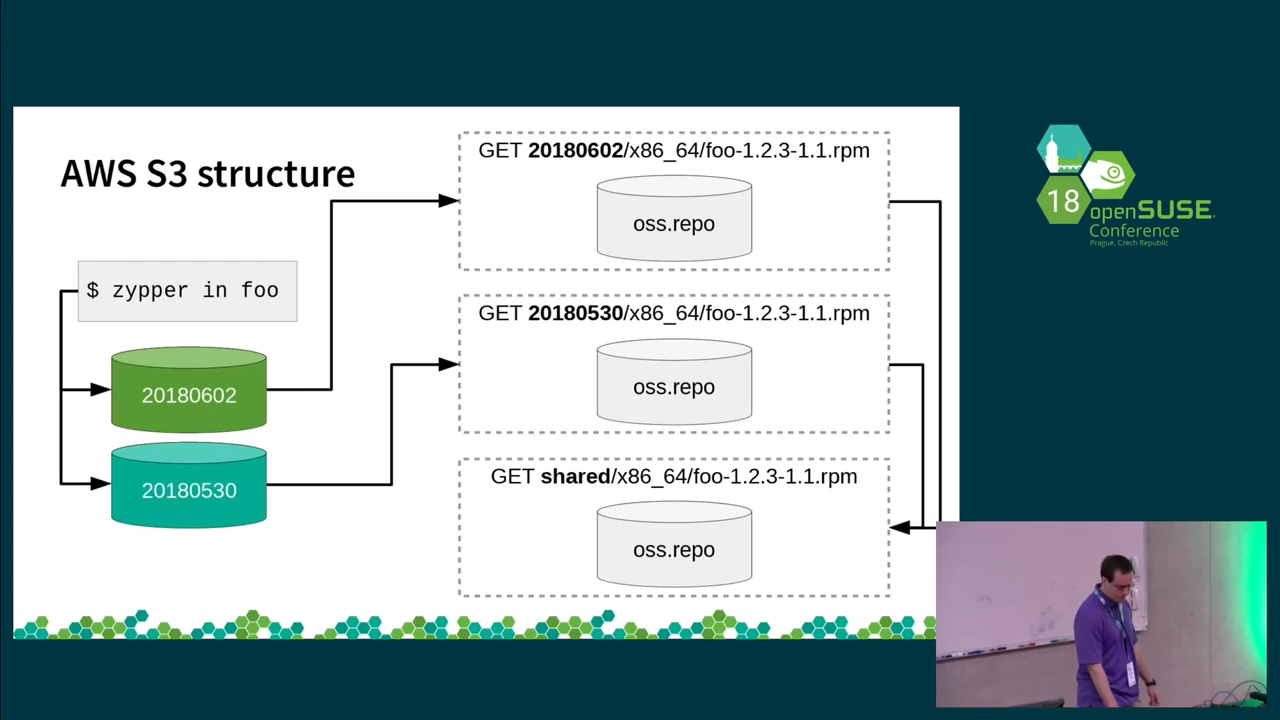 AWS S3 structure
$ zypper in foo
20180602
20180530
GET 20180602/x86_64/foo-1.2.3-1.1.rpm
oss.repo
GET 20180530/x86_64/foo-1.2.3-1.1.rpm
oss.repo
GET shared/x86_64/foo-1.2.3-1.1.rpm
oss.repo
18
openSUSE
Conference
Prague, Czech Republic